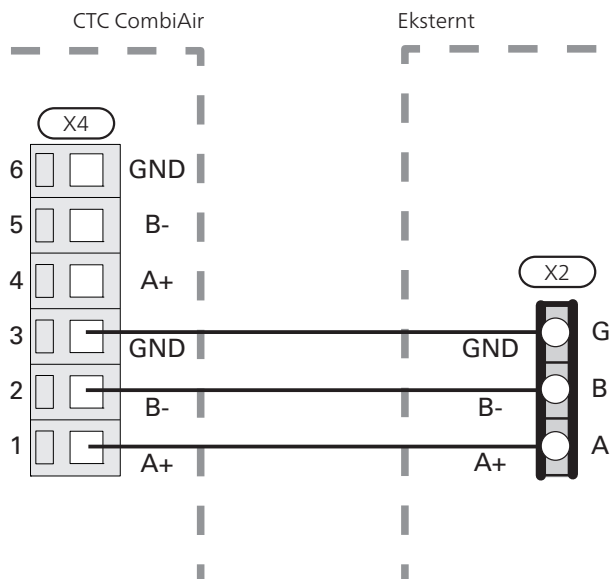 CTC CombiAir
Eksternt
X4
6 GND
5 B-
4 A+
X2
3 GND GND G
2 B- B- B
1 A+ A+ A